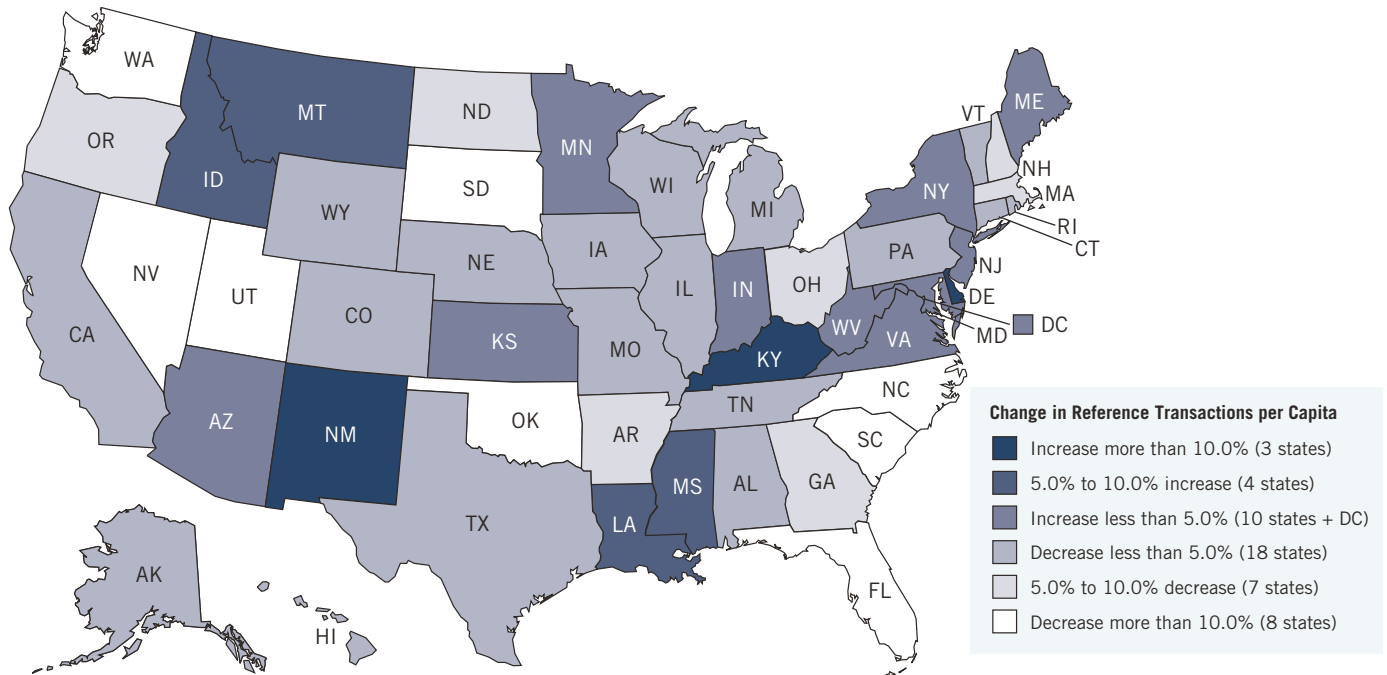 WA
MT
ND
MN
VT
ME
OR
ID
SD
WI
MI
NY
NH
MA
WY
RI
CT
NV
UT
NE
IA
PA
NJ
CA
CO
IL
IN
OH
DE
KS
MO
WV
VA
MD
DC
KY
AZ
NM
OK
AR
TN
NC
SC
MS
AL
GA
TX
LA
AK
HI
FL
Change in Reference Transactions per Capita
Increase more than 10.0% (3 states)
5.0% to 10.0% increase (4 states)
Increase less than 5.0% (10 states + DC)
Decrease less than 5.0% (18 states)
5.0% to 10.0% decrease (7 states)
Decrease more than 10.0% (8 states)